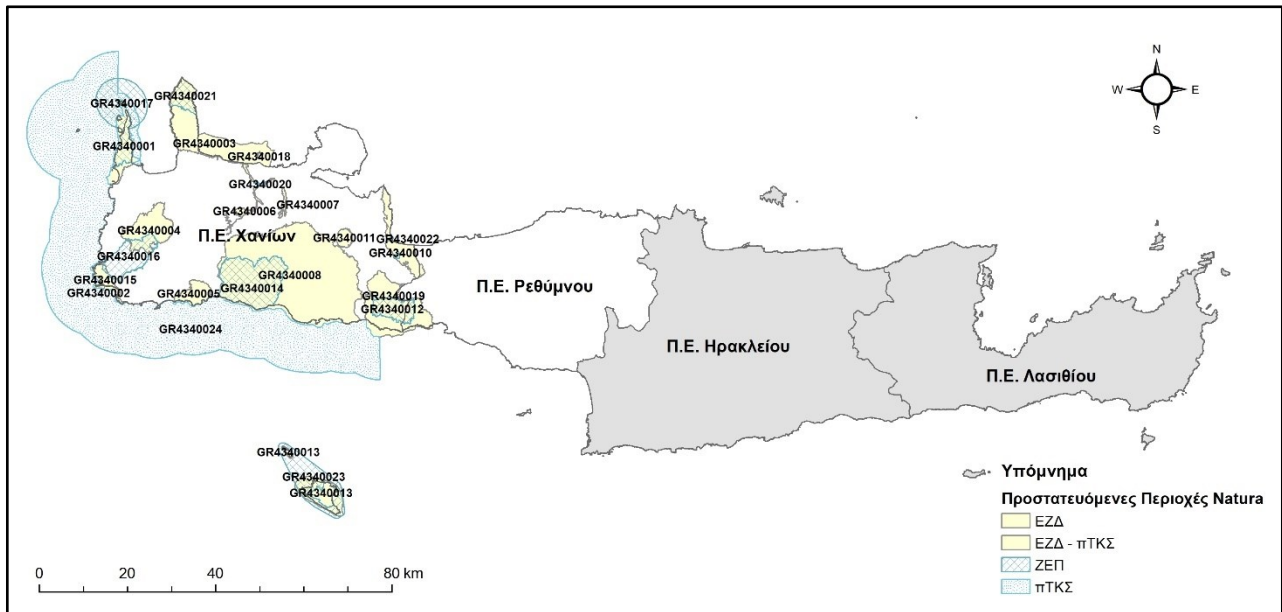 N
W E
S
GR4340017
GR4340021
GR4340001
GR4340003
GR4340018
GR4340020
GR4340007
GR4340006
GR4340004
Π.Ε. Χανίων
GR4340011
GR4340022
GR4340010
GR4340016
GR4340008
GR4340015
GR4340014
GR4340002
GR4340005
GR4340019
GR4340012
GR4340024
Π.Ε. Ρεθύμνου
Π.Ε. Ηρακλείου
Π.Ε. Λασιθίου
GR4340013
GR4340023
GR4340013
Υπόμνημα
Προστατευόμενες Περιοχές Natura
ΕΖΔ
ΕΖΔ - πΤΚΣ
ΖΕΠ
πΤΚΣ
0 20 40 80 km